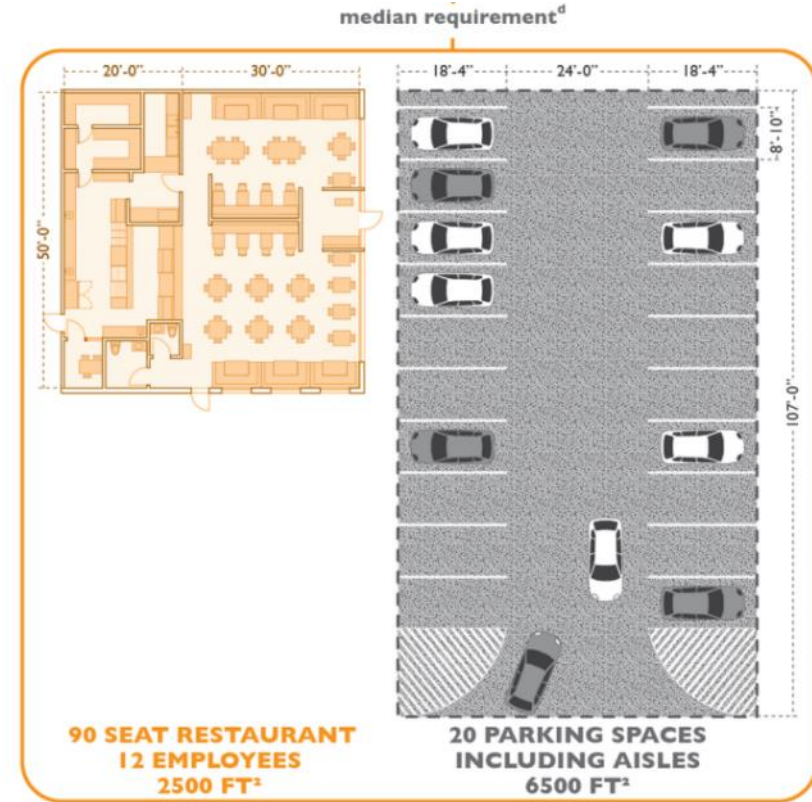 median requirementᵈ
20'-0"
30'-0"
18'-4"
24'-0"
18'-4"
8'-10"
50'-0"
107'-0"
90 SEAT RESTAURANT
12 EMPLOYEES
2500 FT²
20 PARKING SPACES
INCLUDING AISLES
6500 FT²